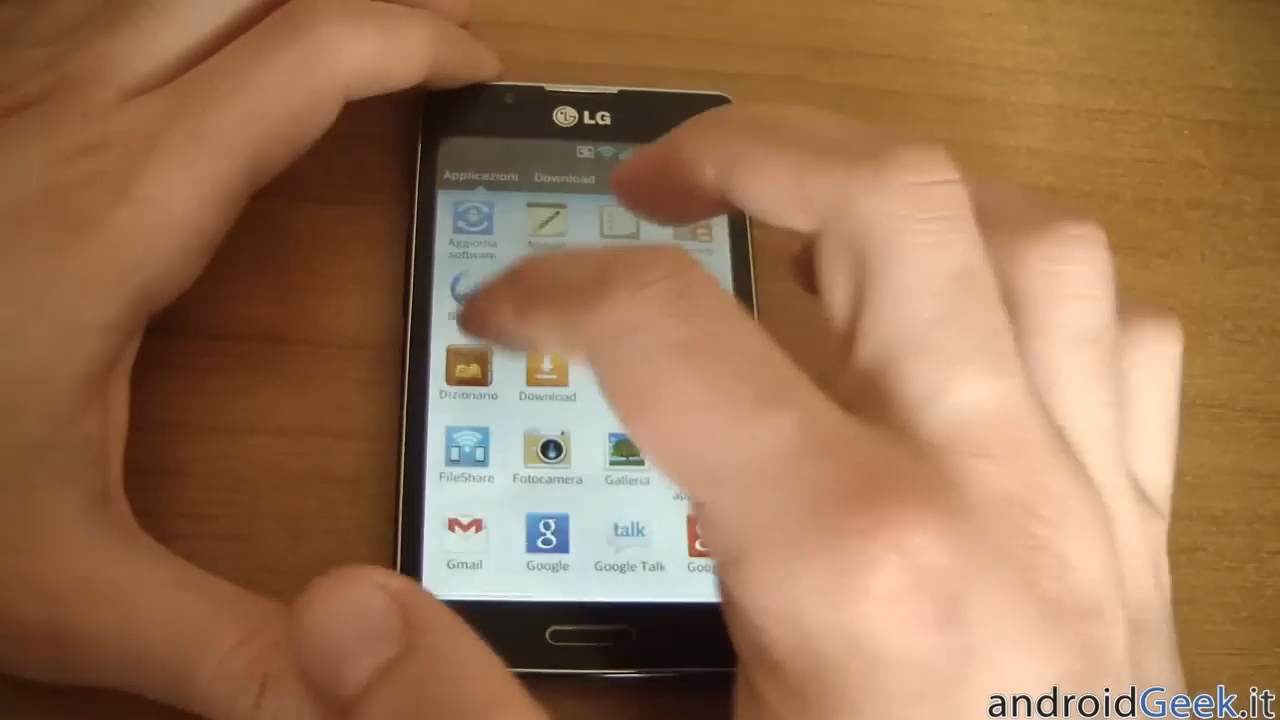 LG
Applicazioni Download
Aggiorna
software
Dizionario Download
FileShare Fotocamera Galleria
talk
Gmail Google Google Talk
androidGeek.it